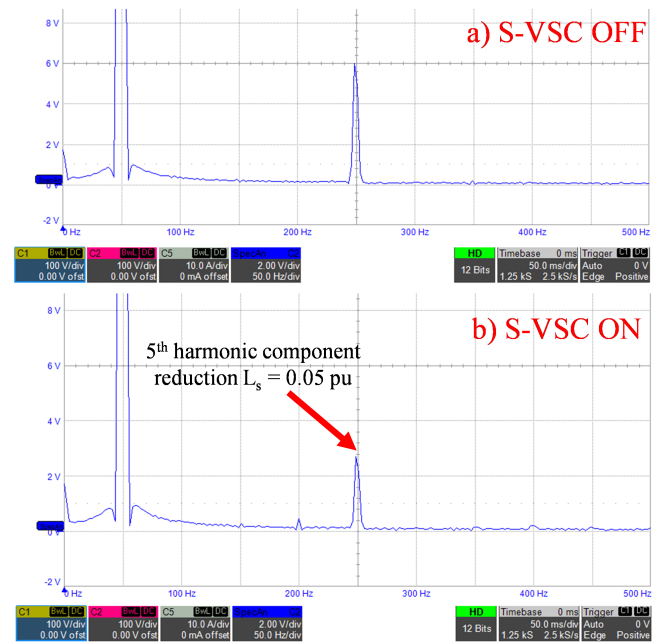 a) S-VSC OFF
8 V
6 V
4 V
2 V
0 V
-2 V
0 Hz 100 Hz 200 Hz 300 Hz 400 Hz 500 Hz
C1 BwL DC C2 BwL DC C5 BwL DC SpecAn C2 HD Timebase 0 ms Trigger C1 DC
100 V/div 100 V/div 10.0 A/div 2.00 V/div 12 Bits 50.0 ms/div Auto 0 V
0.00 V ofst 0.00 V ofst 0 mA offset 50.0 Hz/div 1.25 kS 2.5 kS/s Edge Positive
b) S-VSC ON
8 V
5th harmonic component
6 V
reduction Ls = 0.05 pu
4 V
2 V
-2 V
0 Hz 100 Hz 200 Hz 300 Hz 400 Hz 500 Hz
C1 BwL DC C2 BwL DC C5 BwL DC SpecAn C2 HD Timebase 0 ms Trigger C1 DC
100 V/div 100 V/div 10.0 A/div 2.00 V/div 12 Bits 50.0 ms/div Auto 0 V
0.00 V ofst 0.00 V ofst 0 mA offset 50.0 Hz/div 1.25 kS 2.5 kS/s Edge Positive